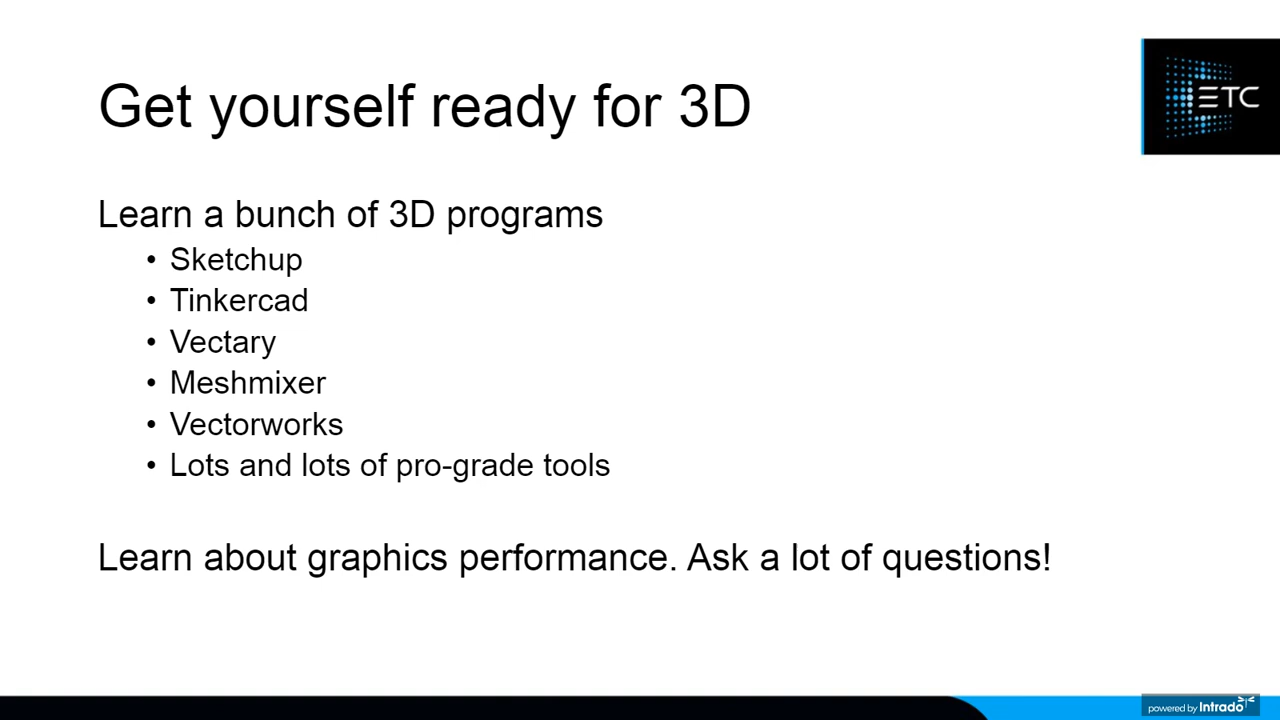 Get yourself ready for 3D
ETC
Learn a bunch of 3D programs
• Sketchup
• Tinkercad
• Vectary
• Meshmixer
• Vectorworks
• Lots and lots of pro-grade tools
Learn about graphics performance. Ask a lot of questions!
powered by Intrado